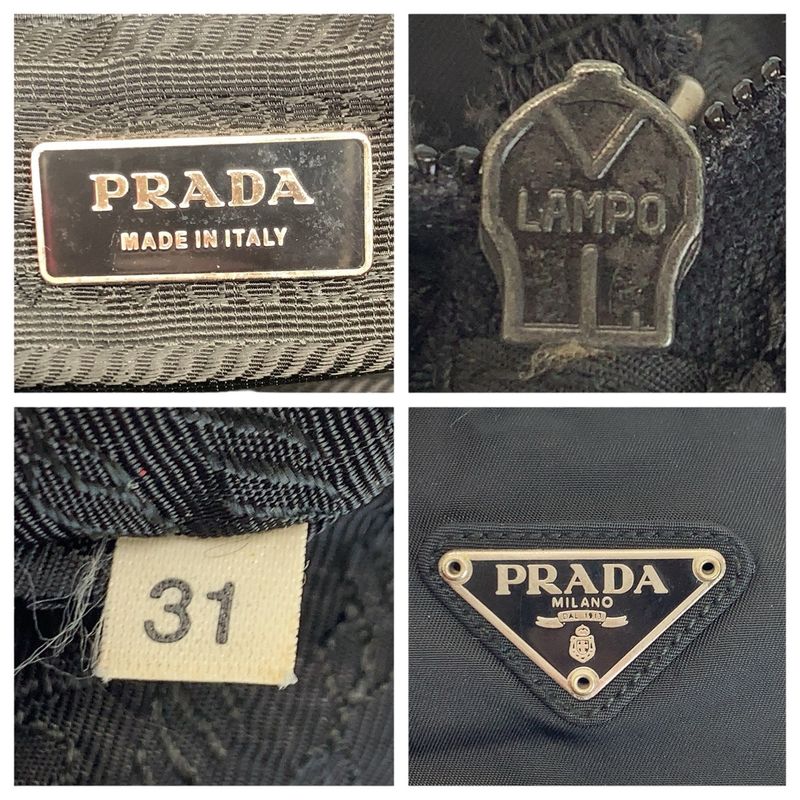 PRADA
MADE IN ITALY
LAMPO
31
PRADA
MILANO
DAL 1913